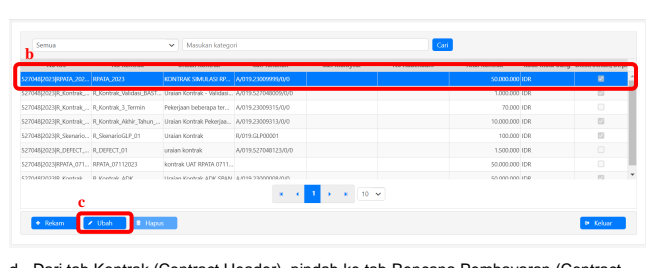 Semua Masukan kategori Cari
b
527048|2023|RPATA_202... RPATA_2023 KONTRAK SIMULASI RP... A/019.23009999/0/0 50.000.000 IDR
527048|2023|R_Kontrak_... R_Kontrak_Validasi_BAST... Uraian Kontrak - Validasi... A/019.527048009/0/0 1.000.000 IDR
527048|2023|R_Kontrak_... R_Kontrak_3_Termin Pekerjaan beberapa ter... A/019.23009315/0/0 70.000 IDR
527048|2023|R_Kontrak_... R_Kontrak_Akhir_Tahun_... Uraian Kontrak Pekerjaa... A/019.23009313/0/0 10.000.000 IDR
527048|2023|R_Skenario... R_SkenarioGLP_01 Uraian Kontrak R/019.GLP00001 100.000 IDR
527048|2023|R_DEFECT_... R_DEFECT_01 uraian kontrak A/019.527048123/0/0 1.500.000 IDR
527048|2023|RPATA_071... RPATA_07112023 kontrak UAT RPATA 0711... 50.000.000 IDR
527048|2023|R_Kontrak R_Kontrak_ADK Uraian Kontrak ADK SPAN A/019.23000008/0/0 50.000.000 IDR
1 10
c
Rekam Ubah Hapus Keluar
d. Dari tab Kontrak (Contract Header), pindah ke tab Rencana Pembayaran (Contract